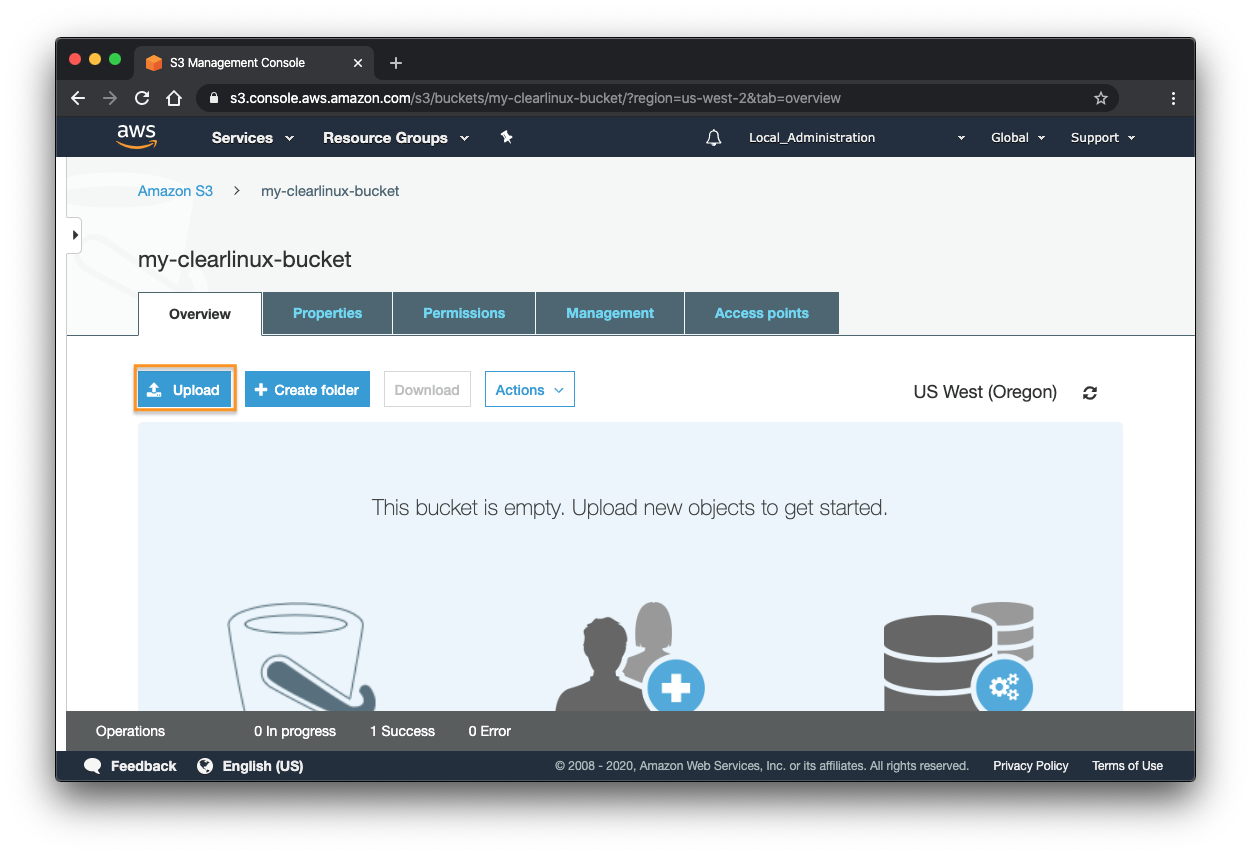 S3 Management Console
s3.console.aws.amazon.com/s3/buckets/my-clearlinux-bucket/?region=us-west-2&tab=overview
aws Services Resource Groups Local_Administration Global Support
Amazon S3 > my-clearlinux-bucket
my-clearlinux-bucket
Overview Properties Permissions Management Access points
Upload Create folder Download Actions US West (Oregon)
This bucket is empty. Upload new objects to get started.
Operations 0 In progress 1 Success 0 Error
Feedback English (US) © 2008 - 2020, Amazon Web Services, Inc. or its affiliates. All rights reserved. Privacy Policy Terms of Use